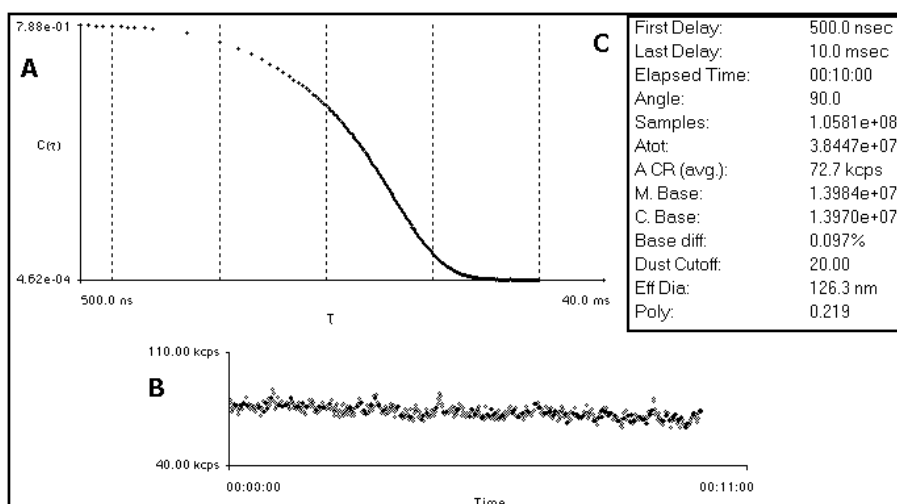 7.88e-01
A
C(τ)
4.62e-04
500.0 ns
40.0 ms
τ
C
First Delay: 500.0 nsec
Last Delay: 10.0 msec
Elapsed Time: 00:10:00
Angle: 90.0
Samples: 1.0581e+08
Atot: 3.8447e+07
A CR (avg.): 72.7 kcps
M. Base: 1.3984e+07
C. Base: 1.3970e+07
Base diff: 0.097%
Dust Cutoff: 20.00
Eff Dia: 126.3 nm
Poly: 0.219
110.00 kcps
B
40.00 kcps
00:00:00
00:11:00
Time